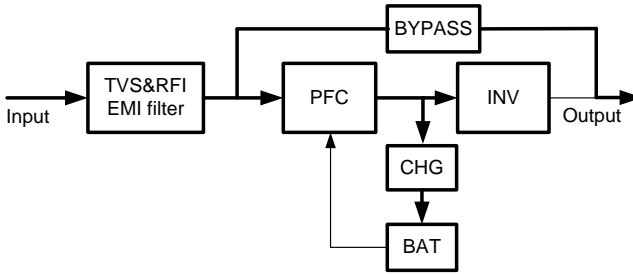 BYPASS
TVS&RFI
EMI filter
PFC
INV
Input
Output
CHG
BAT